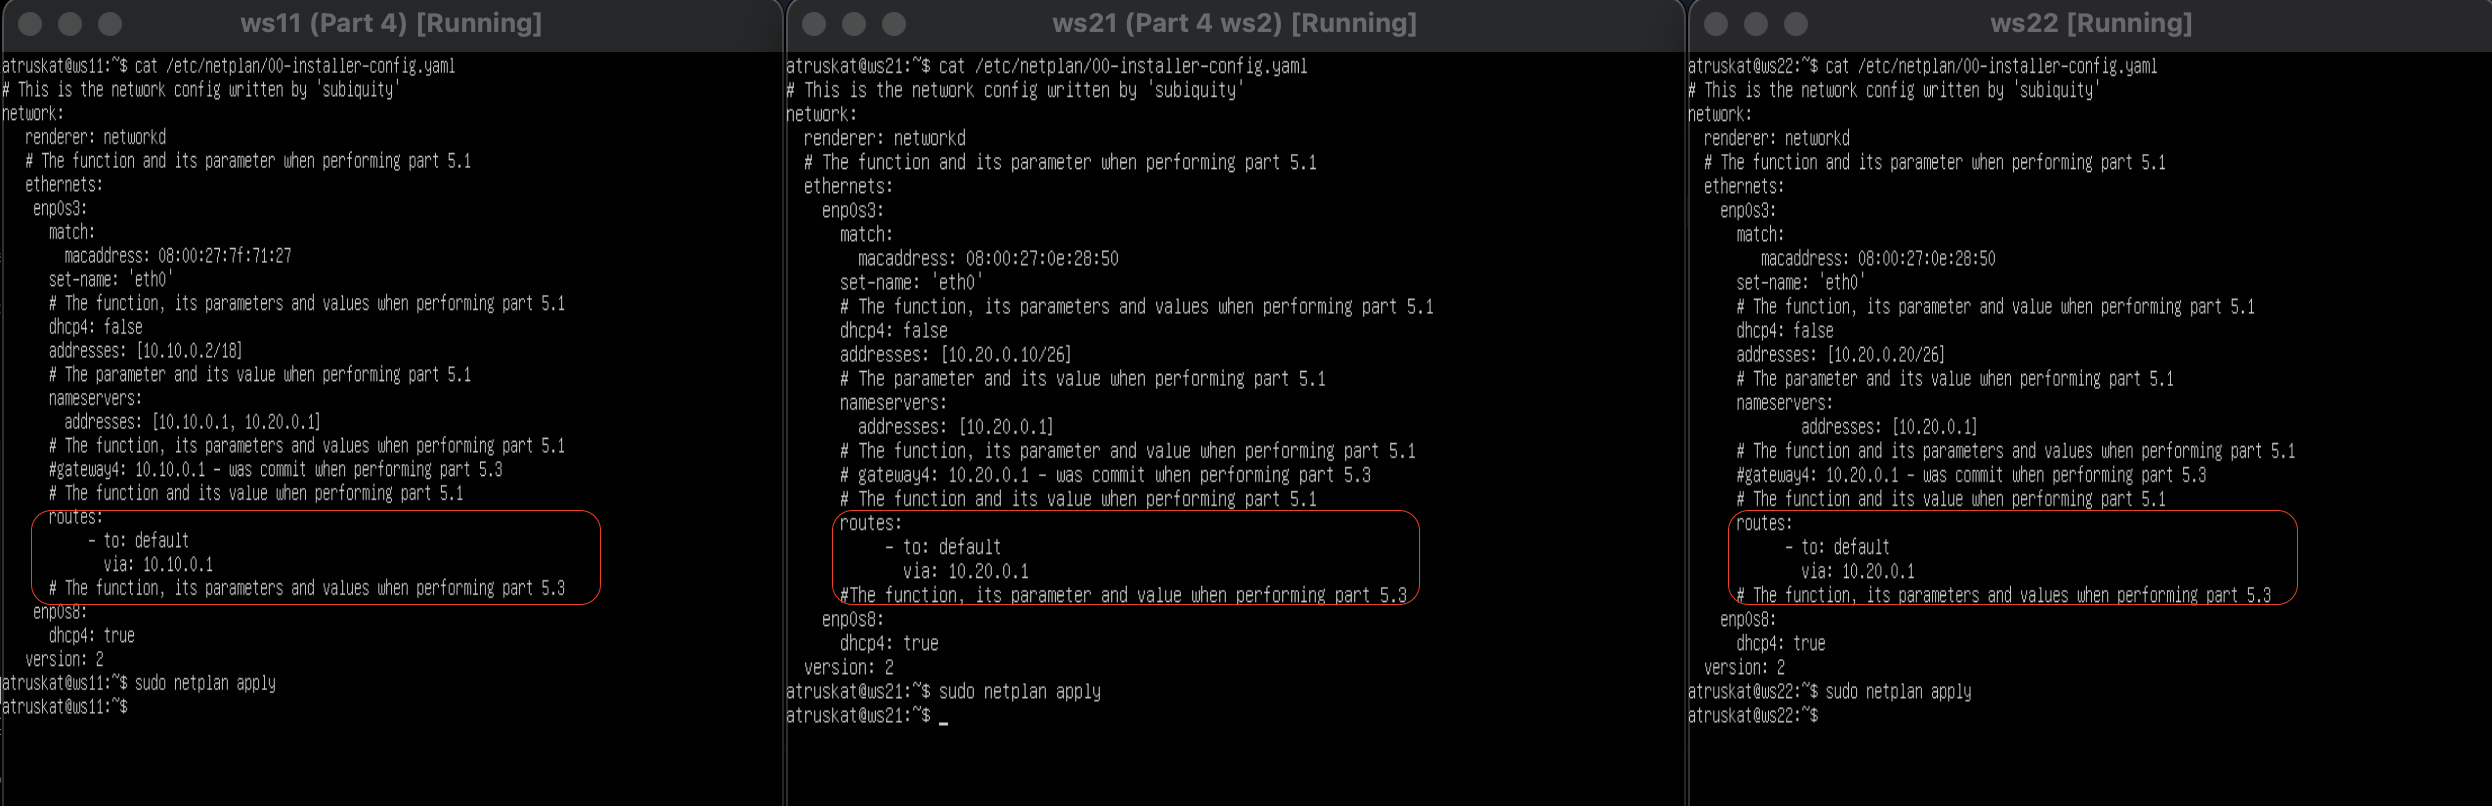 ws11 (Part 4) [Running]
atruskat@ws11:~$ cat /etc/netplan/00-installer-config.yaml
# This is the network config written by 'subiquity'
network:
renderer: networkd
# The function and its parameter when performing part 5.1
ethernets:
enp0s3:
match:
macaddress: 08:00:27:7f:71:27
set-name: 'eth0'
# The function, its parameters and values when performing part 5.1
dhcp4: false
addresses: [10.10.0.2/18]
# The parameter and its value when performing part 5.1
nameservers:
addresses: [10.10.0.1, 10.20.0.1]
# The function, its parameters and values when performing part 5.1
#gateway4: 10.10.0.1 - was commit when performing part 5.3
# The function and its value when performing part 5.1
routes:
- to: default
via: 10.10.0.1
# The function, its parameters and values when performing part 5.3
enp0s8:
dhcp4: true
version: 2
atruskat@ws11:~$ sudo netplan apply
atruskat@ws11:~$
ws21 (Part 4 ws2) [Running]
atruskat@ws21:~$ cat /etc/netplan/00-installer-config.yaml
# This is the network config written by 'subiquity'
network:
renderer: networkd
# The function and its parameter when performing part 5.1
ethernets:
enp0s3:
match:
macaddress: 08:00:27:0e:28:50
set-name: 'eth0'
# The function, its parameters and values when performing part 5.1
dhcp4: false
addresses: [10.20.0.10/26]
# The parameter and its value when performing part 5.1
nameservers:
addresses: [10.20.0.1]
# The function, its parameter and value when performing part 5.1
# gateway4: 10.20.0.1 - was commit when performing part 5.3
# The function and its value when performing part 5.1
routes:
- to: default
via: 10.20.0.1
#The function, its parameter and value when performing part 5.3
enp0s8:
dhcp4: true
version: 2
atruskat@ws21:~$ sudo netplan apply
atruskat@ws21:~$ _
ws22 [Running]
atruskat@ws22:~$ cat /etc/netplan/00-installer-config.yaml
# This is the network config written by 'subiquity'
network:
renderer: networkd
# The function and its parameter when performing part 5.1
ethernets:
enp0s3:
match:
macaddress: 08:00:27:0e:28:50
set-name: 'eth0'
# The function, its parameter and value when performing part 5.1
dhcp4: false
addresses: [10.20.0.20/26]
# The parameter and its value when performing part 5.1
nameservers:
addresses: [10.20.0.1]
# The function and its parameters and values when performing part 5.1
#gateway4: 10.20.0.1 - was commit when performing part 5.3
# The function and its value when performing part 5.1
routes:
- to: default
via: 10.20.0.1
# The function, its parameters and values when performing part 5.3
enp0s8:
dhcp4: true
version: 2
atruskat@ws22:~$ sudo netplan apply
atruskat@ws22:~$